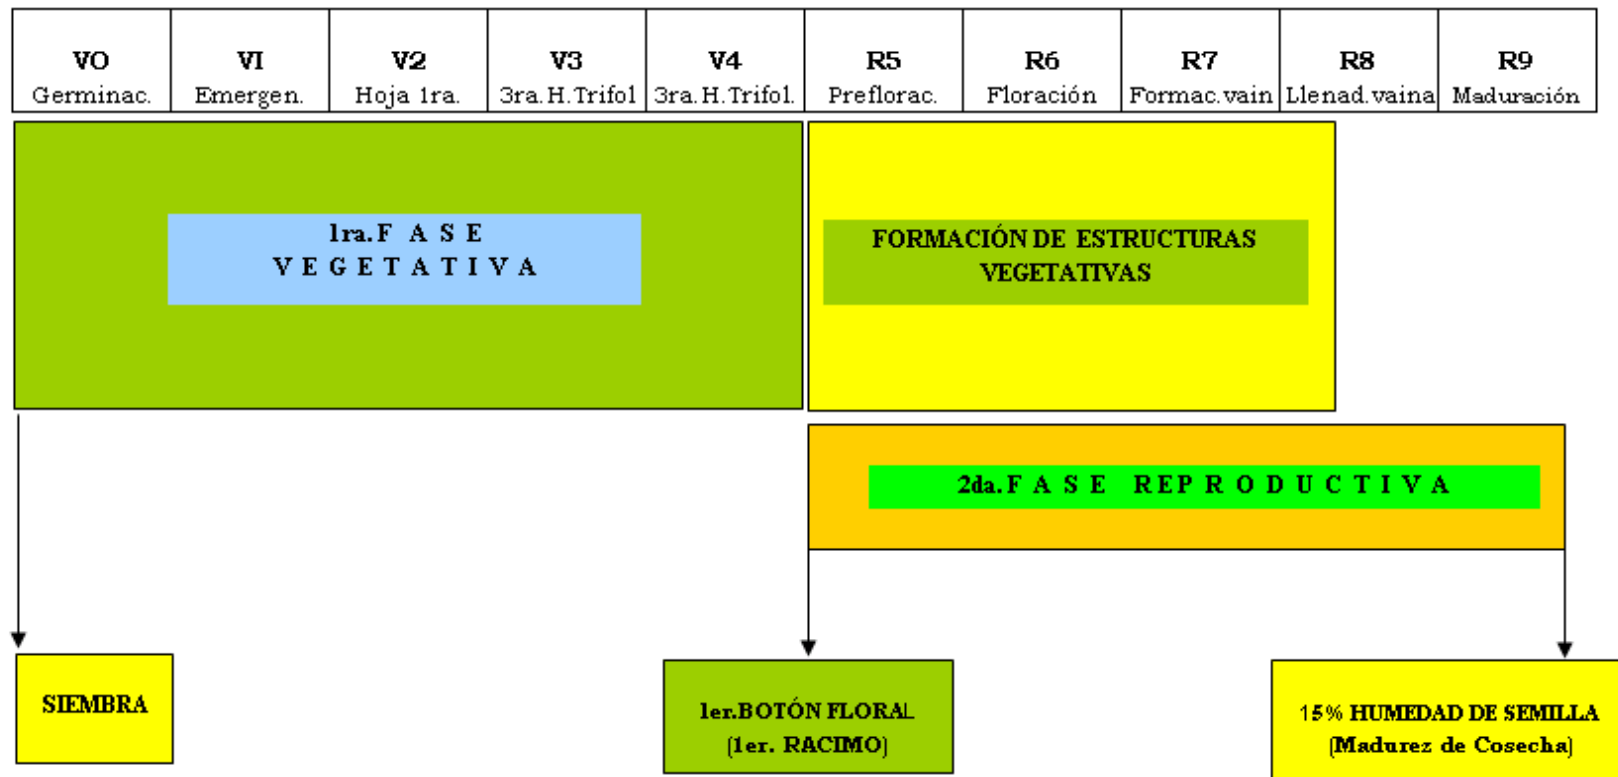 VO VI V2 V3 V4 R5 R6 R7 R8 R9
Germinac. Emergen. Hoja 1ra. 3ra.H.Trifol 3ra.H.Trifol. Preflorac. Floración Formac.vain Llenad.vaina Maduración
1ra.F A S E
V E G E T A T I V A
FORMACIÓN DE ESTRUCTURAS
VEGETATIVAS
2da.F A S E REP R O D U C T I V A
SIEMBRA
1er.BOTÓN FLORAL
(1er. RACIMO)
15% HUMEDAD DE SEMILLA
(Madurez de Cosecha)